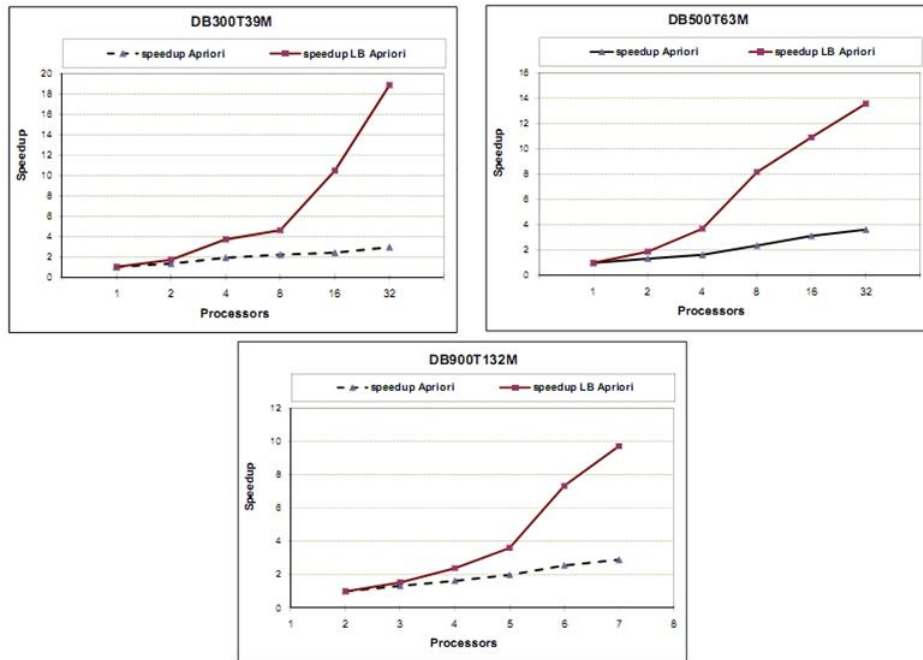 DB300T39M
speedup Apriori speedup LB Apriori
20
18
16
14
12
10
8
6
4
2
0
Speedup
1 2 4 8 16 32
Processors
DB500T63M
speedup Apriori speedup LB Apriori
16
14
12
10
8
6
4
2
0
Speedup
1 2 4 8 16 32
Processors
DB900T132M
speedup Apriori speedup LB Apriori
12
10
8
6
4
2
0
Speedup
1 2 3 4 5 6 7 8
Processors